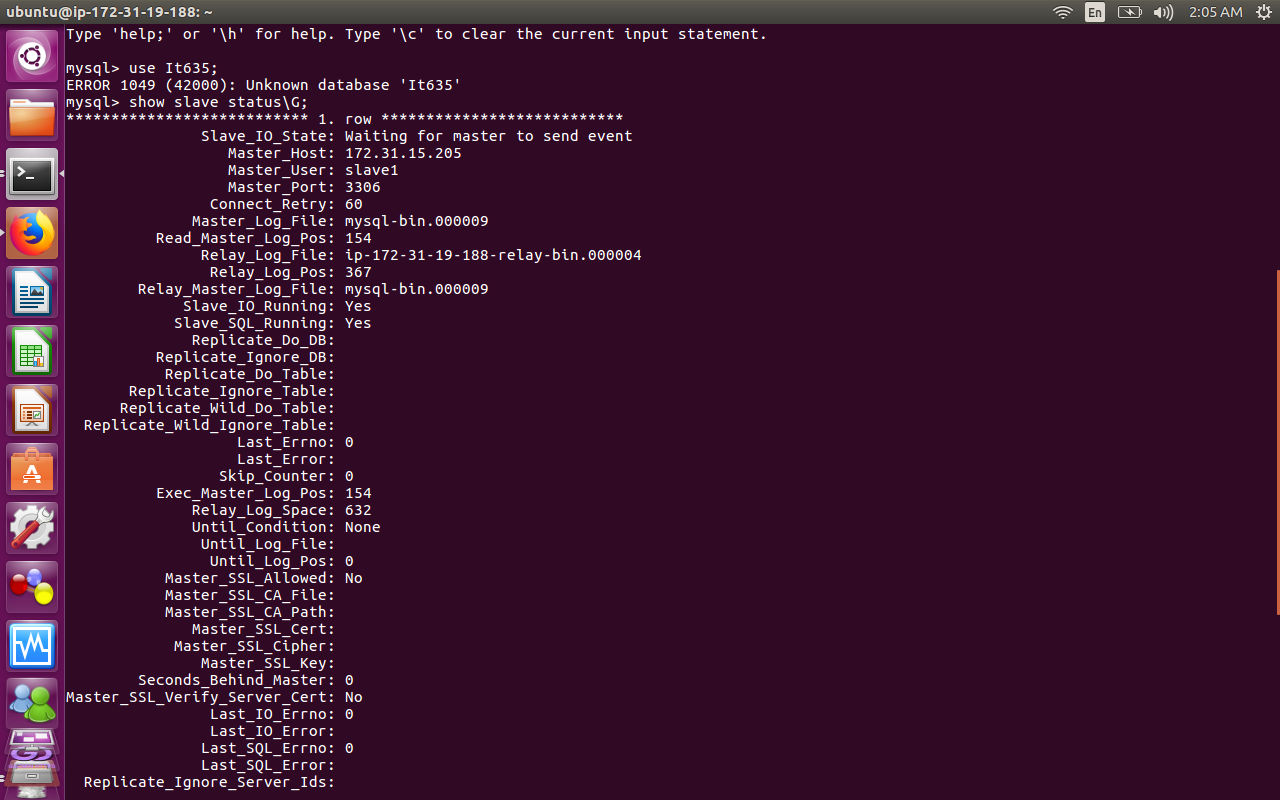 ubuntu@ip-172-31-19-188: ~
En
2:05 AM
Type 'help;' or '\h' for help. Type '\c' to clear the current input statement.
mysql> use It635;
ERROR 1049 (42000): Unknown database 'It635'
mysql> show slave status\G;
*************************** 1. row ***************************
Slave_IO_State: Waiting for master to send event
Master_Host: 172.31.15.205
Master_User: slave1
Master_Port: 3306
Connect_Retry: 60
Master_Log_File: mysql-bin.000009
Read_Master_Log_Pos: 154
Relay_Log_File: ip-172-31-19-188-relay-bin.000004
Relay_Log_Pos: 367
Relay_Master_Log_File: mysql-bin.000009
Slave_IO_Running: Yes
Slave_SQL_Running: Yes
Replicate_Do_DB:
Replicate_Ignore_DB:
Replicate_Do_Table:
Replicate_Ignore_Table:
Replicate_Wild_Do_Table:
Replicate_Wild_Ignore_Table:
Last_Errno: 0
Last_Error:
Skip_Counter: 0
Exec_Master_Log_Pos: 154
Relay_Log_Space: 632
Until_Condition: None
Until_Log_File:
Until_Log_Pos: 0
Master_SSL_Allowed: No
Master_SSL_CA_File:
Master_SSL_CA_Path:
Master_SSL_Cert:
Master_SSL_Cipher:
Master_SSL_Key:
Seconds_Behind_Master: 0
Master_SSL_Verify_Server_Cert: No
Last_IO_Errno: 0
Last_IO_Error:
Last_SQL_Errno: 0
Last_SQL_Error:
Replicate_Ignore_Server_Ids: